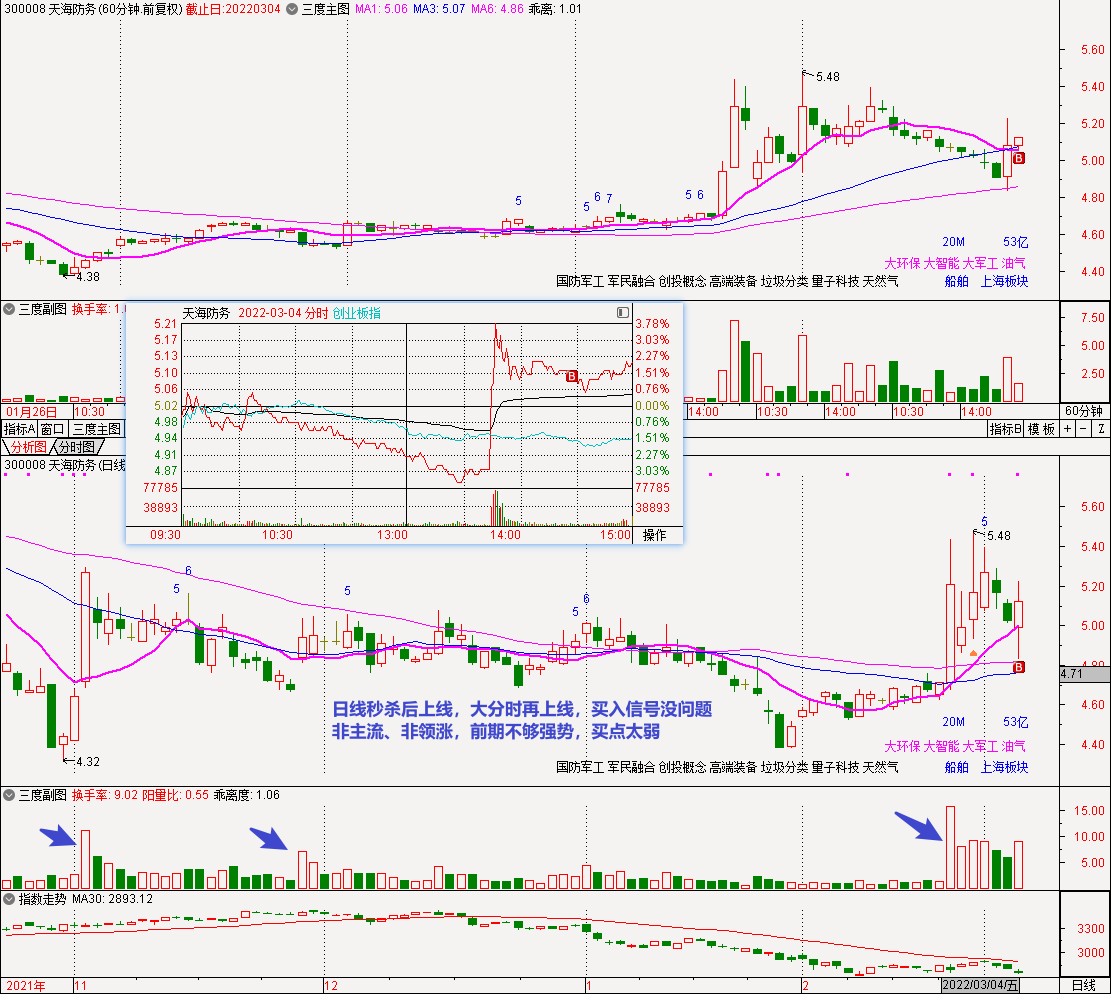 300008 天海防务(60分钟.前复权) 截止日:20220304 三度主图 MA1: 5.06 MA3: 5.07 MA6: 4.86 乖离: 1.01
5.60
5.48
5.40
5.20
5.00
4.80
4.60
4.40
5
5
6
7
5
6
4.38
20M 53亿
大环保 大智能 大军工 油气
国防军工 军民融合 创投概念 高端装备 垃圾分类 量子科技 天然气 船舶 上海板块
三度副图 换手率:
7.50
5.00
2.50
01月26日 10:30 14:00 10:30 14:00 10:30 14:00 60分钟
指标A 窗口 三度主图 指标B 模板 + - Z
分析图 分时图
天海防务 2022-03-04 分时 创业板指
5.21 3.78%
5.17 3.03%
5.13 2.27%
5.10 1.51%
5.06 0.76%
5.02 0.00%
4.98 0.76%
4.94 1.51%
4.91 2.27%
4.87 3.03%
77785 77785
38893 38893
B
09:30 10:30 13:00 14:00 15:00 操作
B
300008 天海防务(日线
5.60
5.40
5.20
5.00
4.80
4.71
4.60
4.40
5
6
5
5
6
5
5.48
4.32
B
日线秒杀后上线，大分时再上线，买入信号没问题
非主流、非领涨，前期不够强势，买点太弱
20M 53亿
大环保 大智能 大军工 油气
国防军工 军民融合 创投概念 高端装备 垃圾分类 量子科技 天然气 船舶 上海板块
三度副图 换手率: 9.02 阳量比: 0.55 乖离度: 1.06
15.00
10.00
5.00
指数走势 MA30: 2893.12
3300
3000
2021年 11 12 1 2 2022/03/04/五 日线